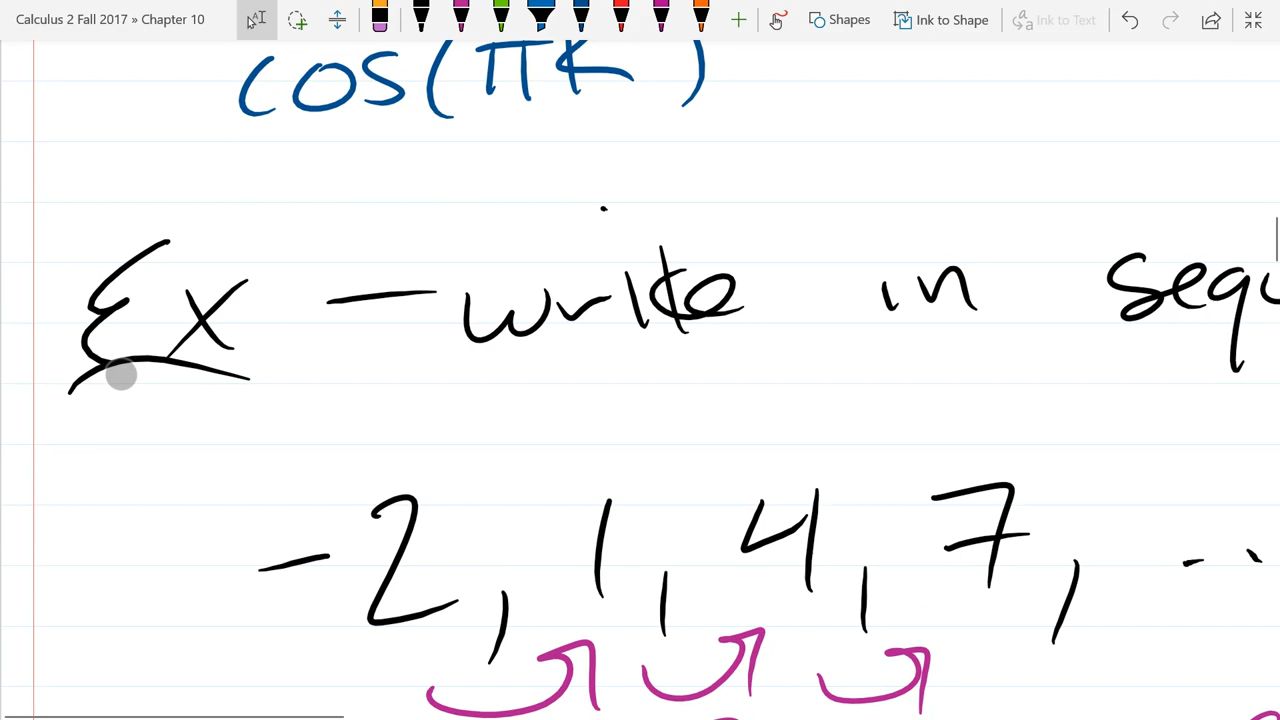 Calculus 2 Fall 2017 » Chapter 10
Shapes
Ink to Shape
Ink to Text
cos(πk)
Ex - write in sequ
-2, 1, 4, 7, ...